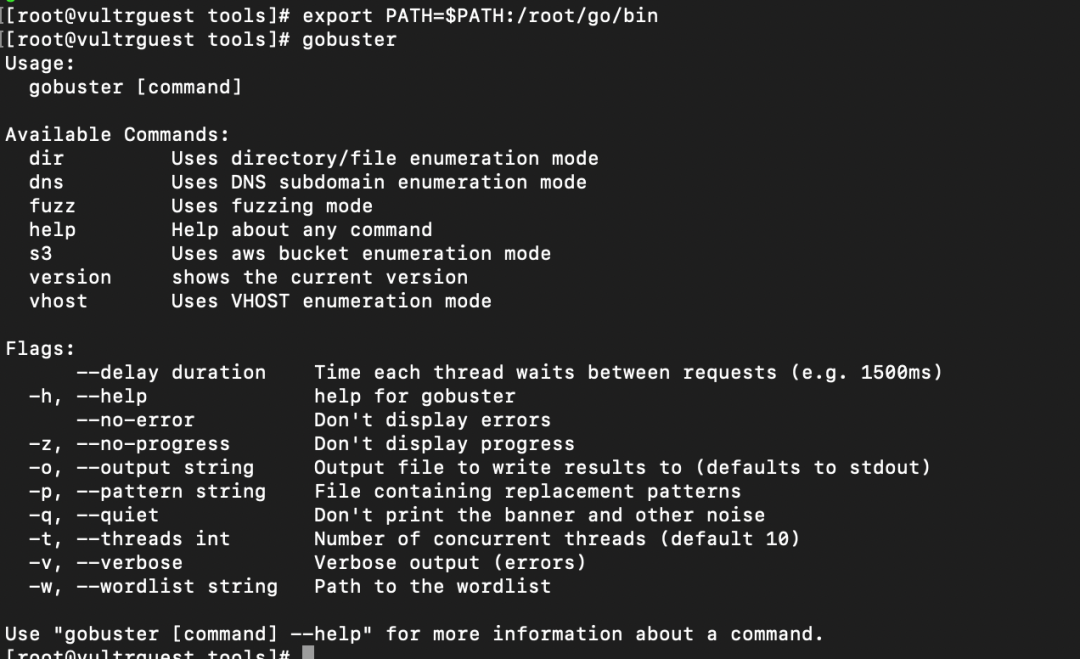 [[root@vultrguest tools]# export PATH=$PATH:/root/go/bin
[[root@vultrguest tools]# gobuster
Usage:
  gobuster [command]

Available Commands:
  dir         Uses directory/file enumeration mode
  dns         Uses DNS subdomain enumeration mode
  fuzz        Uses fuzzing mode
  help        Help about any command
  s3          Uses aws bucket enumeration mode
  version     shows the current version
  vhost       Uses VHOST enumeration mode

Flags:
      --delay duration    Time each thread waits between requests (e.g. 1500ms)
  -h, --help              help for gobuster
      --no-error          Don't display errors
  -z, --no-progress       Don't display progress
  -o, --output string     Output file to write results to (defaults to stdout)
  -p, --pattern string    File containing replacement patterns
  -q, --quiet             Don't print the banner and other noise
  -t, --threads int       Number of concurrent threads (default 10)
  -v, --verbose           Verbose output (errors)
  -w, --wordlist string   Path to the wordlist

Use "gobuster [command] --help" for more information about a command.
[root@vultrguest tools]#